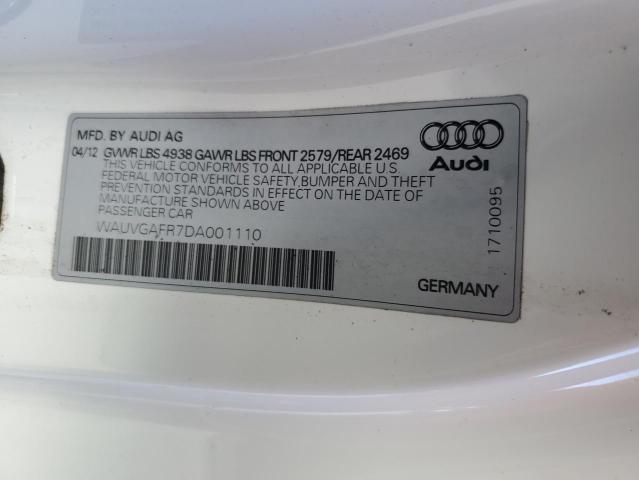 MFD. BY AUDI AG
04/12 GVWR LBS 4938 GAWR LBS FRONT 2579/REAR 2469
THIS VEHICLE CONFORMS TO ALL APPLICABLE U.S.
FEDERAL MOTOR VEHICLE SAFETY,BUMPER AND THEFT
PREVENTION STANDARDS IN EFFECT ON THE DATE OF
MANUFACTURE SHOWN ABOVE
PASSENGER CAR
WAUVGAFR7DA001110
Audi
1710095
GERMANY